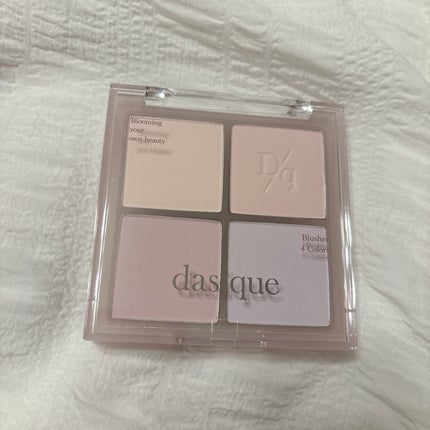 Blooming
your
own beauty
D/q
Blusher
4 Colors
dasique